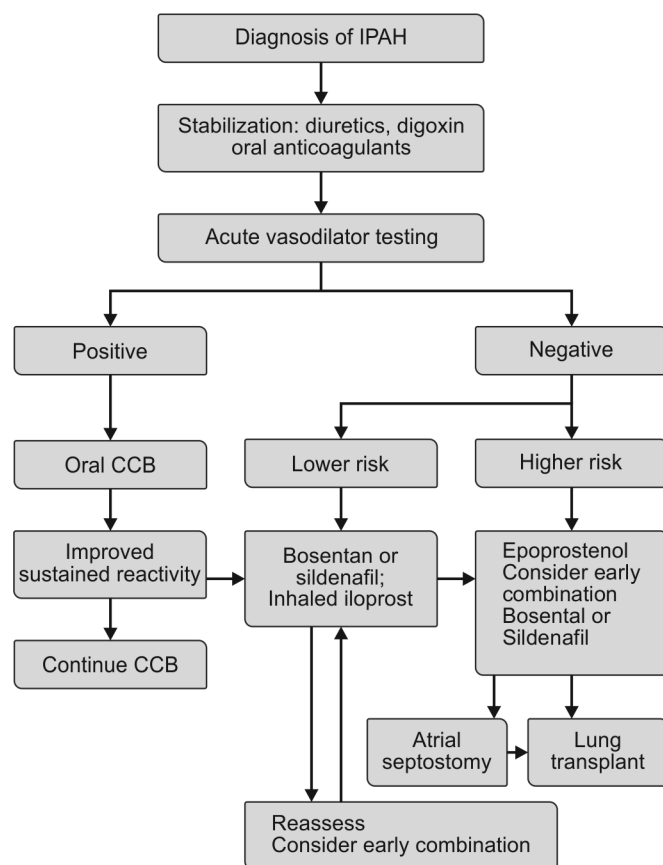 Diagnosis of IPAH
Stabilization: diuretics, digoxin
oral anticoagulants
Acute vasodilator testing
Positive
Negative
Oral CCB
Lower risk
Higher risk
Improved
sustained reactivity
Bosentan or
sildenafil;
Inhaled iloprost
Epoprostenol
Consider early
combination
Bosental or
Sildenafil
Continue CCB
Atrial
septostomy
Lung
transplant
Reassess
Consider early combination